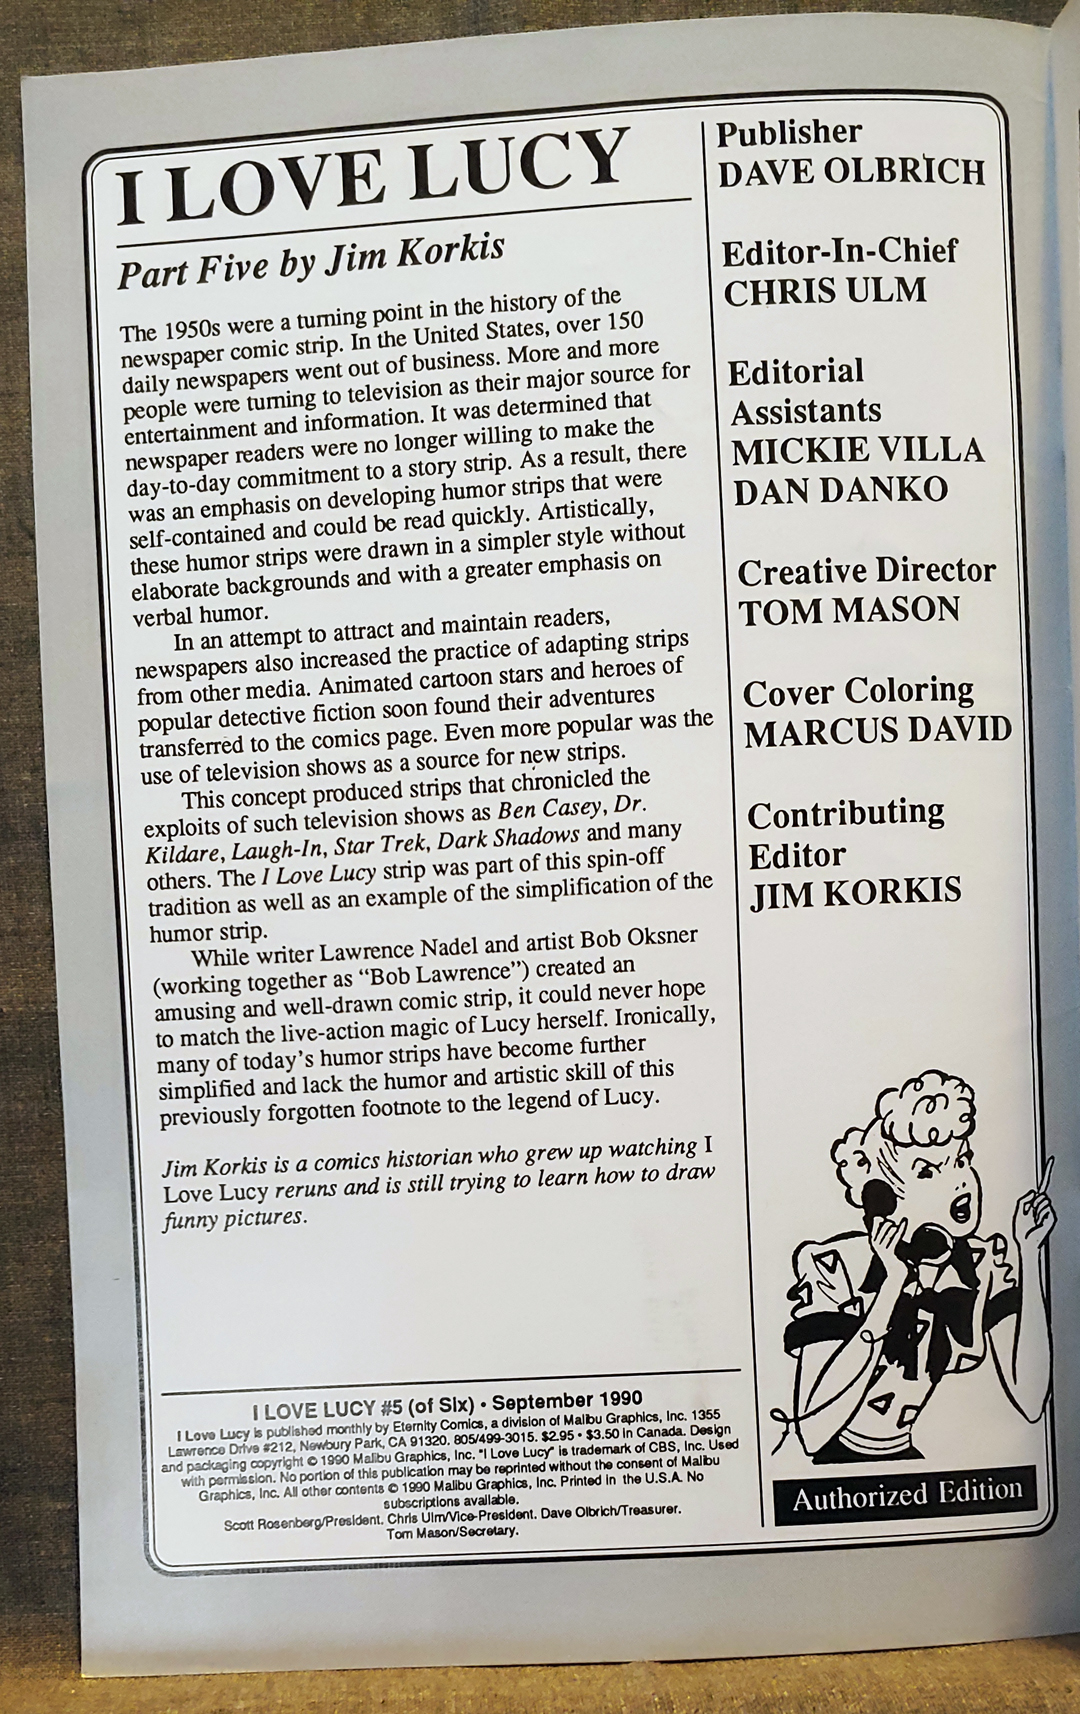 I LOVE LUCY
Part Five by Jim Korkis
The 1950s were a turning point in the history of the
newspaper comic strip. In the United States, over 150
daily newspapers went out of business. More and more
people were turning to television as their major source for
entertainment and information. It was determined that
newspaper readers were no longer willing to make the
day-to-day commitment to a story strip. As a result, there
was an emphasis on developing humor strips that were
self-contained and could be read quickly. Artistically,
these humor strips were drawn in a simpler style without
elaborate backgrounds and with a greater emphasis on
verbal humor.
In an attempt to attract and maintain readers,
newspapers also increased the practice of adapting strips
from other media. Animated cartoon stars and heroes of
popular detective fiction soon found their adventures
transferred to the comics page. Even more popular was the
use of television shows as a source for new strips.
This concept produced strips that chronicled the
exploits of such television shows as Ben Casey, Dr.
Kildare, Laugh-In, Star Trek, Dark Shadows and many
others. The I Love Lucy strip was part of this spin-off
tradition as well as an example of the simplification of the
humor strip.
While writer Lawrence Nadel and artist Bob Oksner
(working together as “Bob Lawrence”) created an
amusing and well-drawn comic strip, it could never hope
to match the live-action magic of Lucy herself. Ironically,
many of today’s humor strips have become further
simplified and lack the humor and artistic skill of this
previously forgotten footnote to the legend of Lucy.
Jim Korkis is a comics historian who grew up watching I
Love Lucy reruns and is still trying to learn how to draw
funny pictures.
I LOVE LUCY #5 (of Six) • September 1990
I Love Lucy is published monthly by Eternity Comics, a division of Malibu Graphics, Inc. 1355
Lawrence Drive #212, Newbury Park, CA 91320. 805/499-3015. $2.95 • $3.50 in Canada. Design
and packaging copyright © 1990 Malibu Graphics, Inc. "I Love Lucy" is trademark of CBS, Inc. Used
with permission. No portion of this publication may be reprinted without the consent of Malibu
Graphics, Inc. All other contents © 1990 Malibu Graphics, Inc. Printed in the U.S.A. No
subscriptions available.
Scott Rosenberg/President. Chris Ulm/Vice-President. Dave Olbrich/Treasurer.
Tom Mason/Secretary.
Publisher
DAVE OLBRICH
Editor-In-Chief
CHRIS ULM
Editorial
Assistants
MICKIE VILLA
DAN DANKO
Creative Director
TOM MASON
Cover Coloring
MARCUS DAVID
Contributing
Editor
JIM KORKIS
Authorized Edition